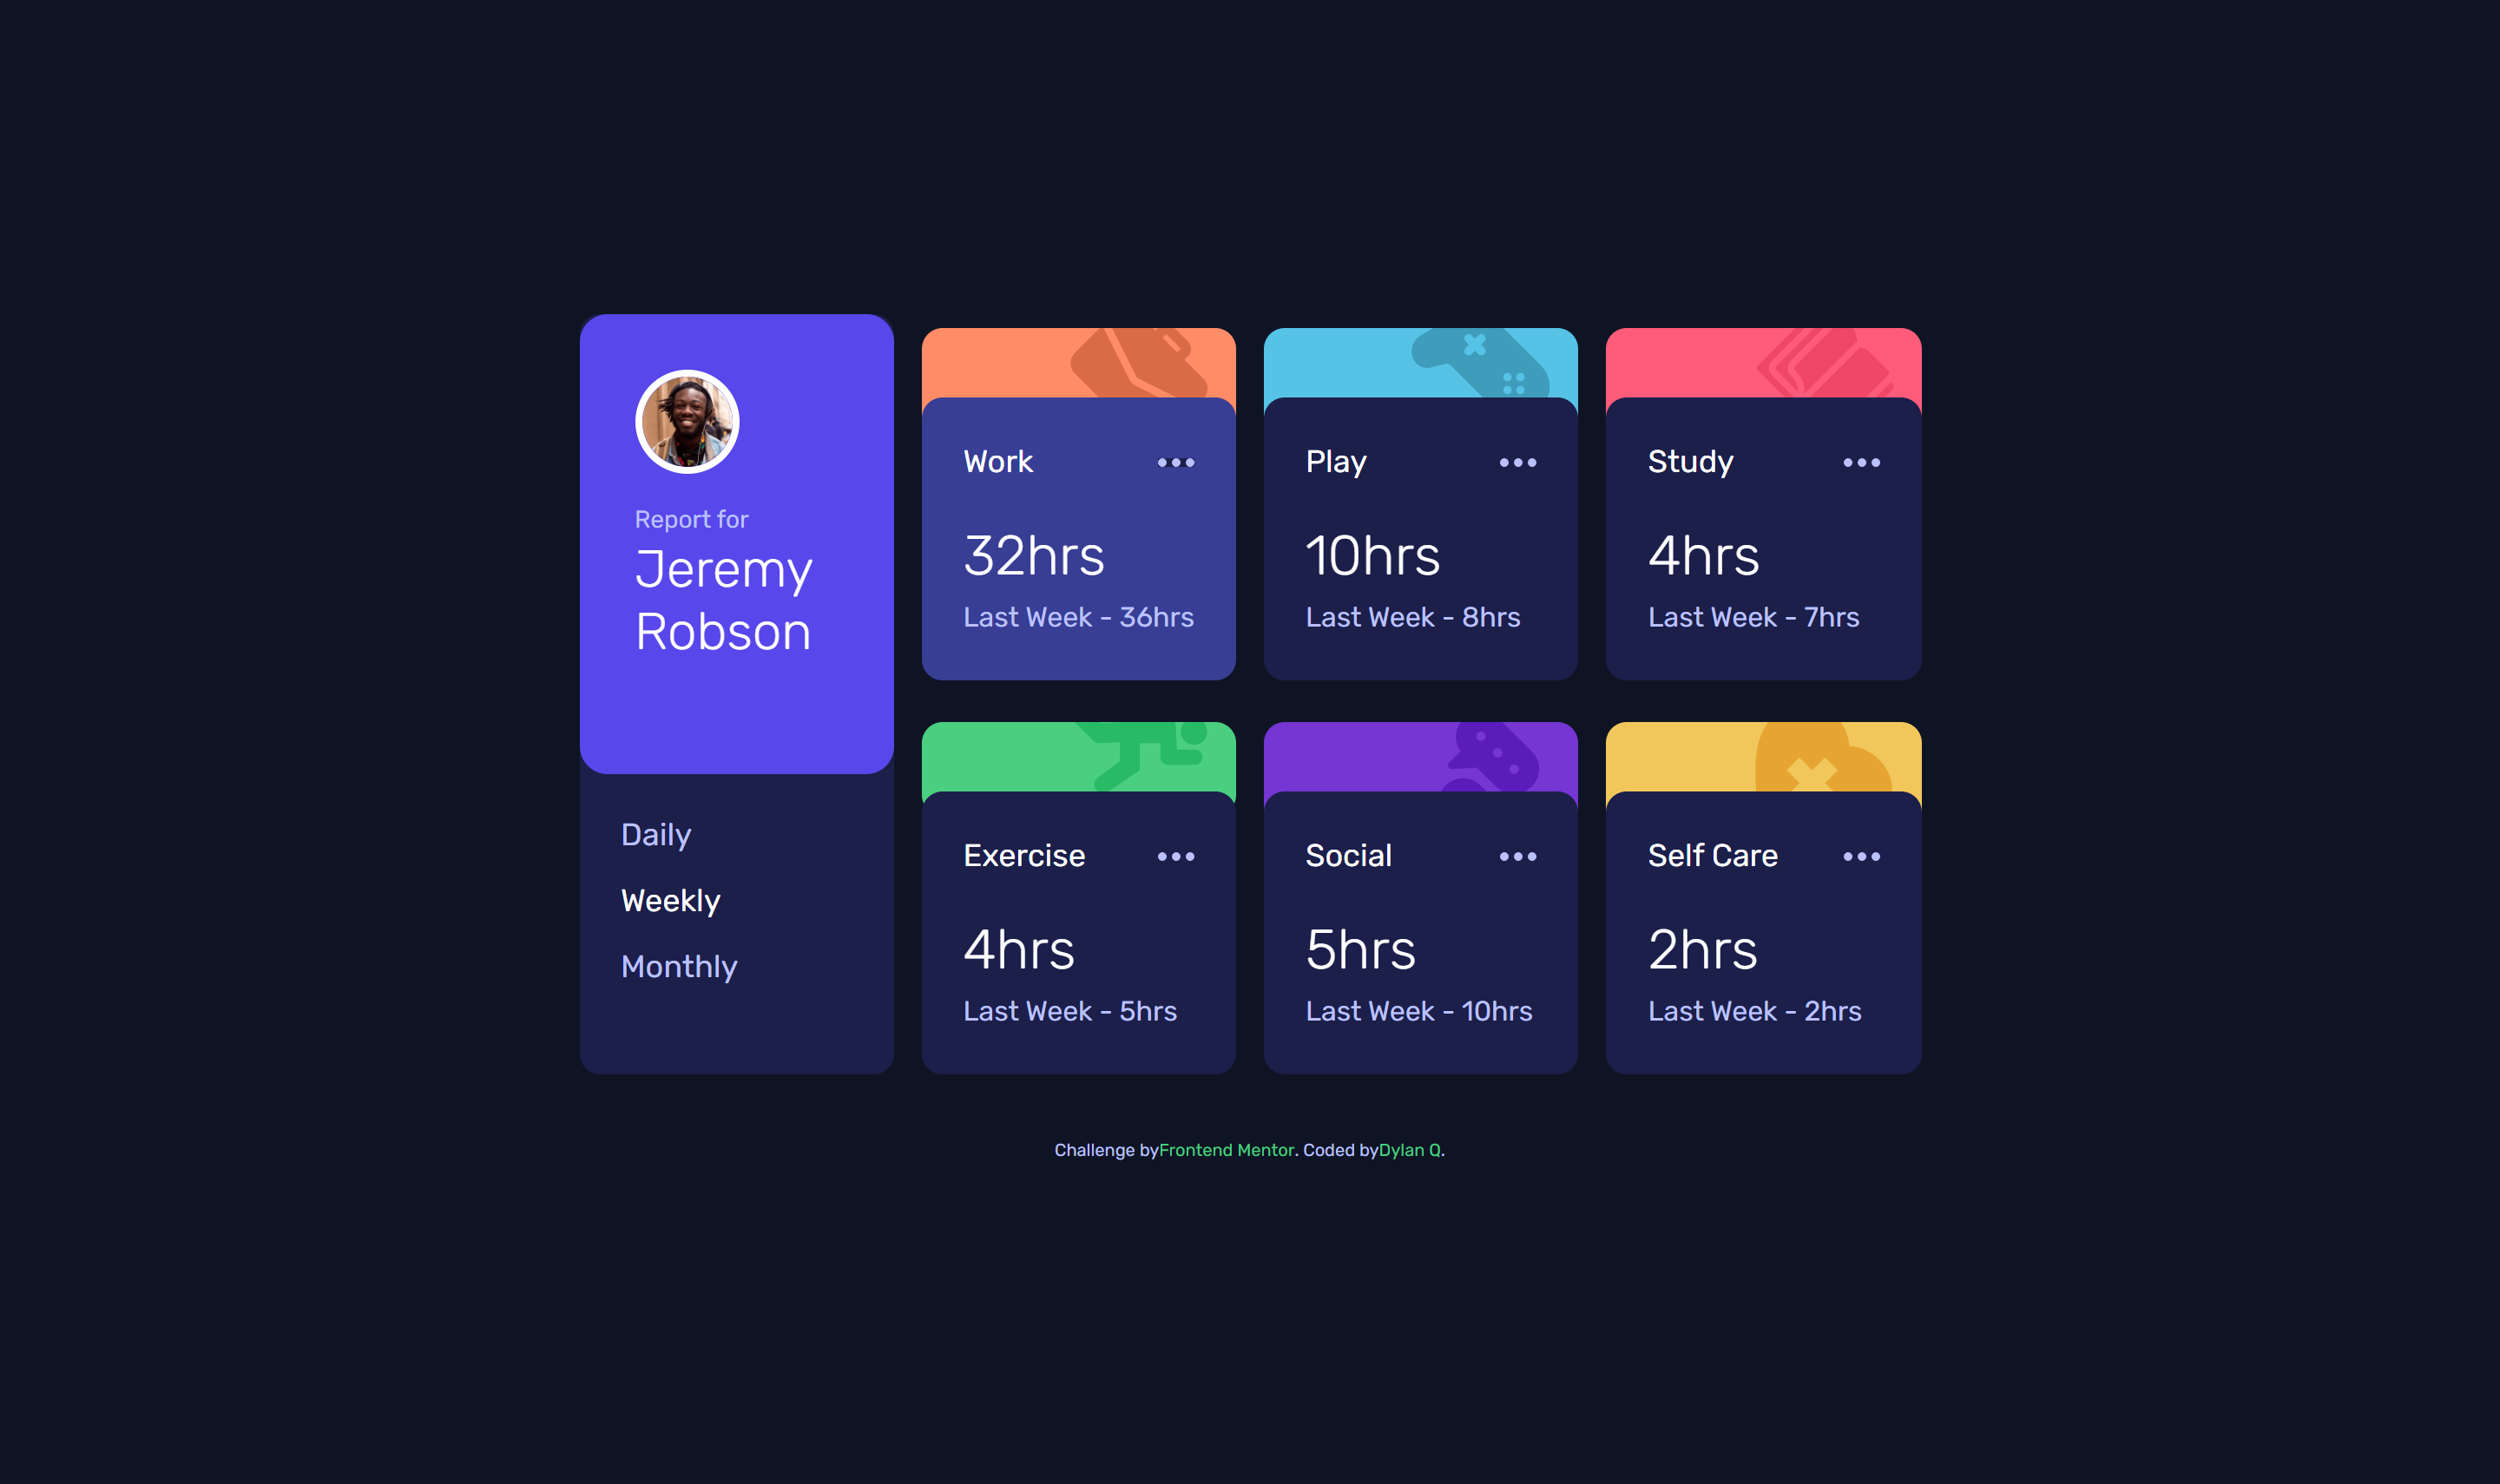 Report for
Jeremy
Robson
Daily
Weekly
Monthly
Work
32hrs
Last Week - 36hrs
Play
10hrs
Last Week - 8hrs
Study
4hrs
Last Week - 7hrs
Exercise
4hrs
Last Week - 5hrs
Social
5hrs
Last Week - 10hrs
Self Care
2hrs
Last Week - 2hrs
Challenge byFrontend Mentor. Coded byDylan Q.